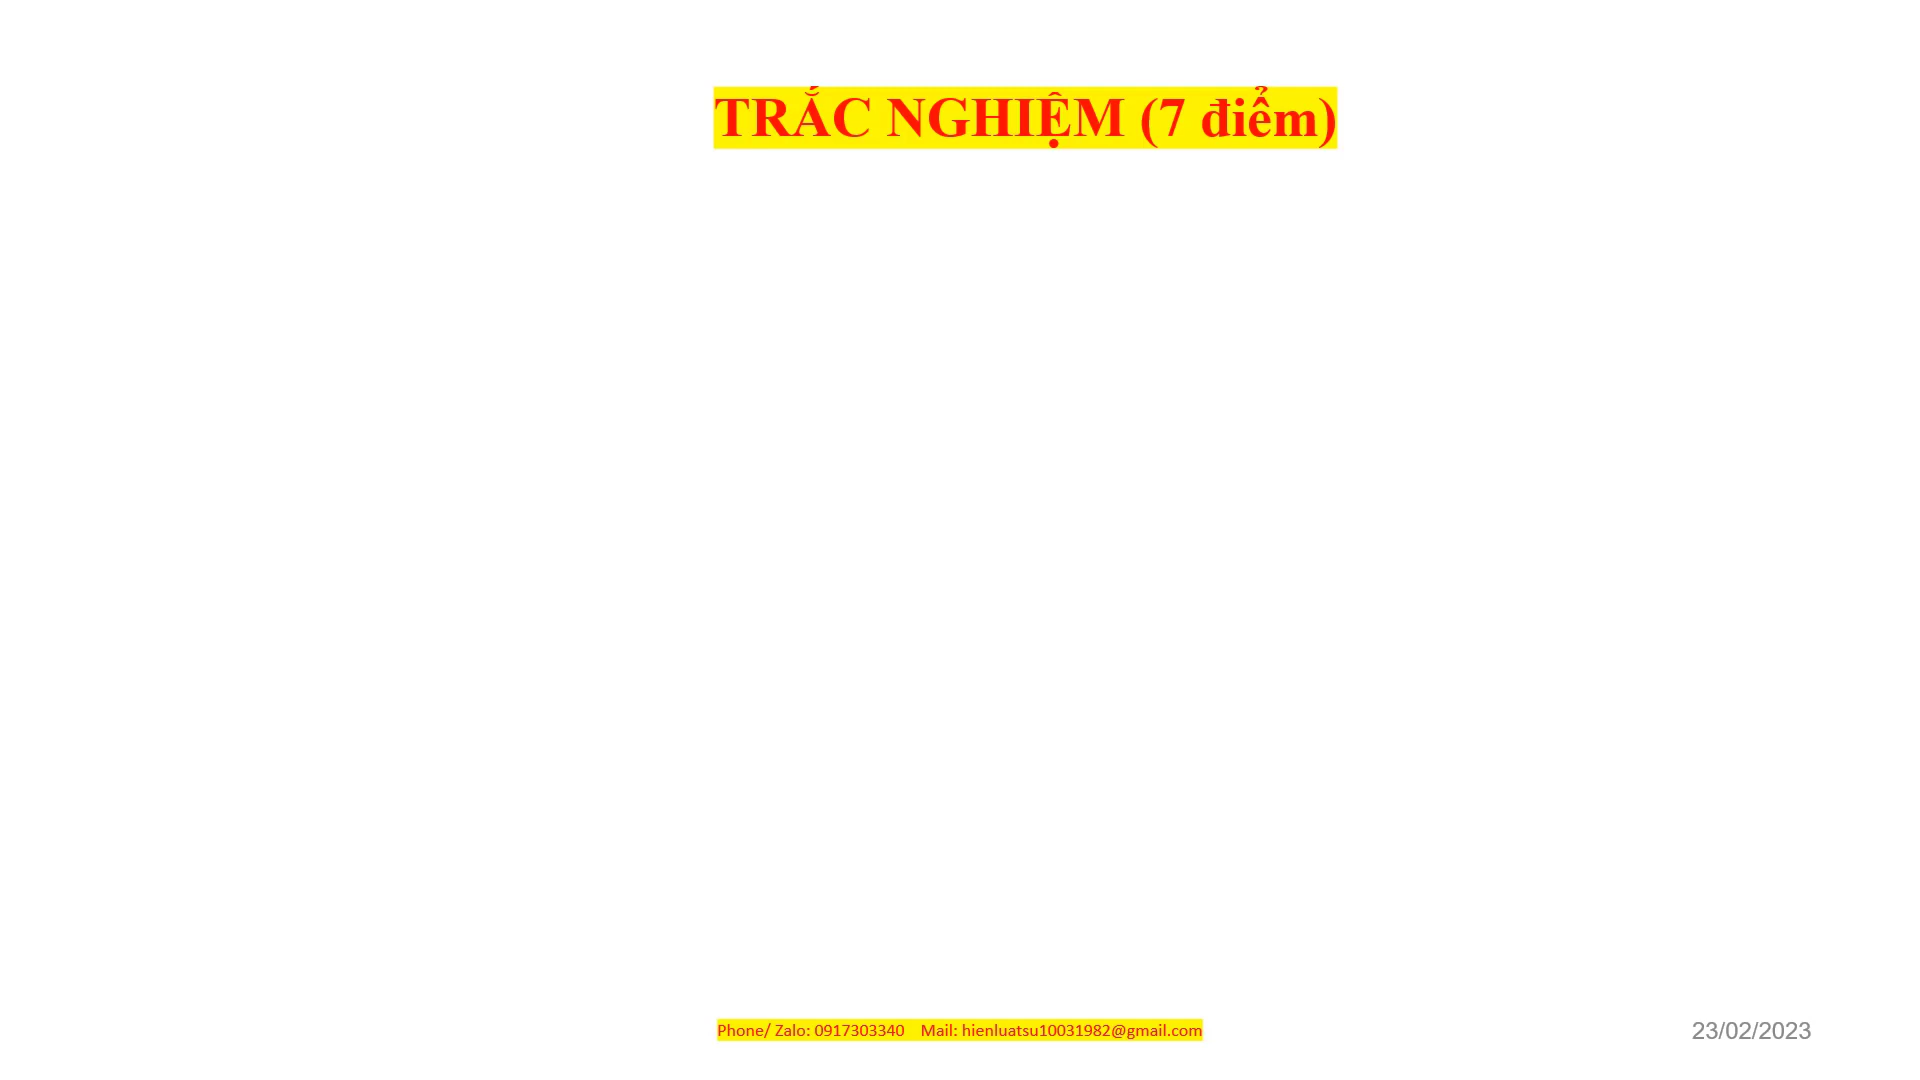 TRẮC NGHIỆM (7 điểm)
Phone/ Zalo: 0917303340 Mail: hienluatsu10031982@gmail.com
23/02/2023